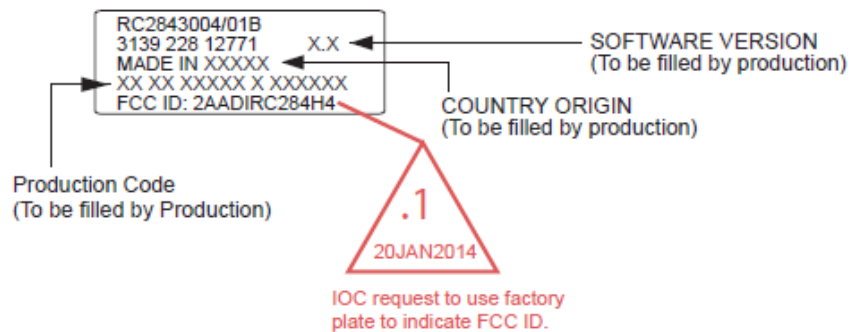 RC2843004/01B
3139 228 12771 X.X
MADE IN XXXXX
XX XX XXXXX X XXXXXX
FCC ID: 2AADIRC284H4
SOFTWARE VERSION
(To be filled by production)
COUNTRY ORIGIN
(To be filled by production)
Production Code
(To be filled by Production)
.1
20JAN2014
IOC request to use factory
plate to indicate FCC ID.